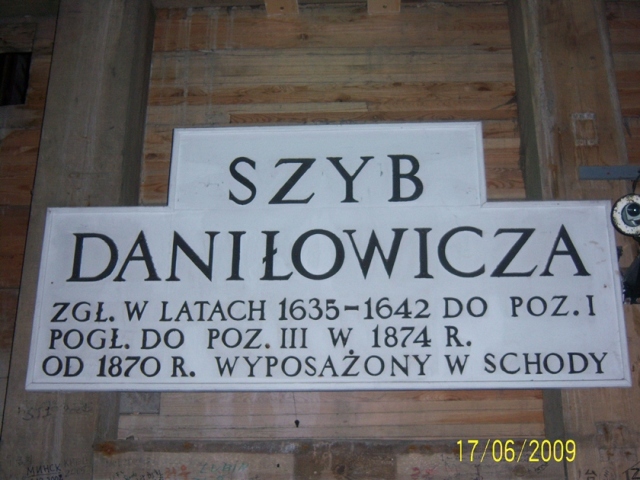 SZYB
DANIŁOWICZA
ZGŁ. W LATACH 1635-1642 DO POZ. I
POGŁ. DO POZ. III W 1874 R.
OD 1870 R. WYPOSAŻONY W SCHODY
17/06/2009